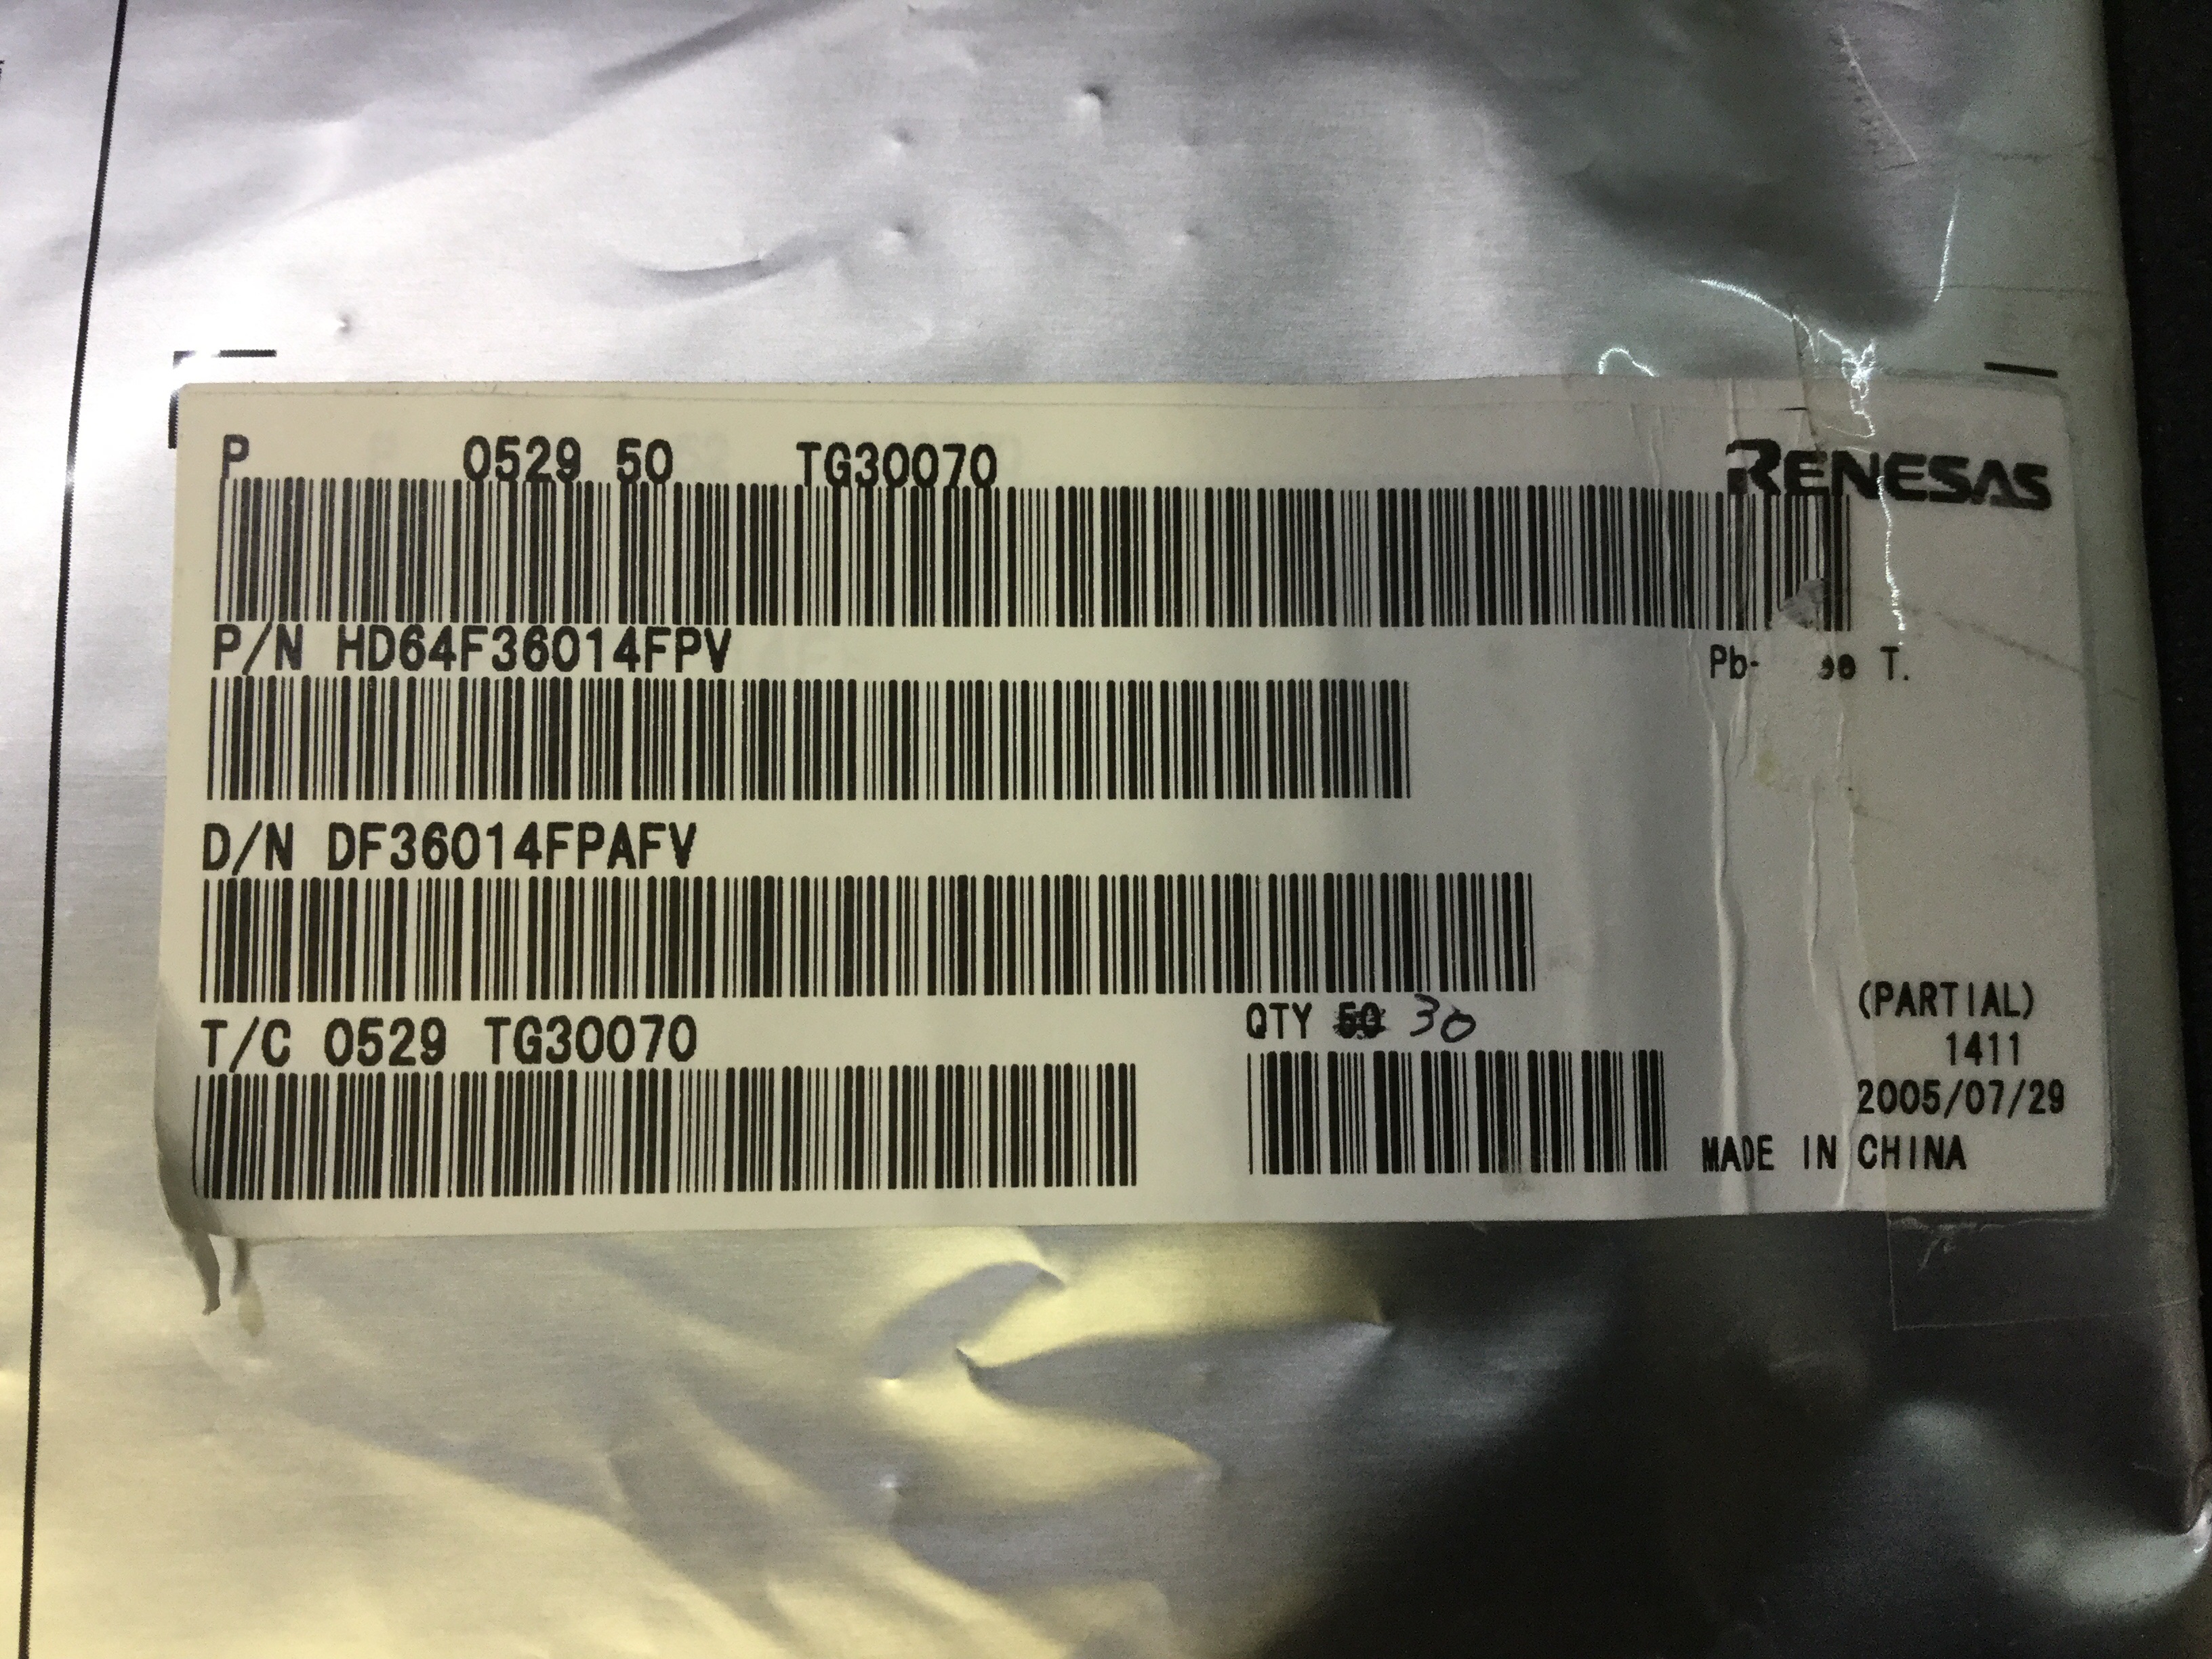 P 0529 50 TG30070
RENESAS
P/N HD64F36014FPV
Pb- T.
D/N DF36014FPAFV
T/C 0529 TG30070
QTY 50 30
(PARTIAL)
1411
2005/07/29
MADE IN CHINA